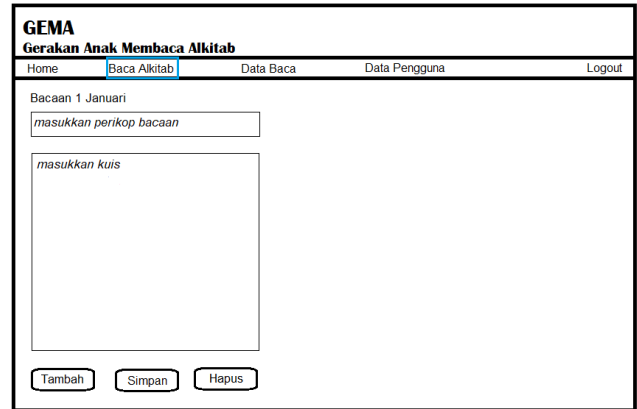 GEMA
Gerakan Anak Membaca Alkitab
Home Baca Alkitab Data Baca Data Pengguna Logout
Bacaan 1 Januari
masukkan perikop bacaan
masukkan kuis
Tambah Simpan Hapus